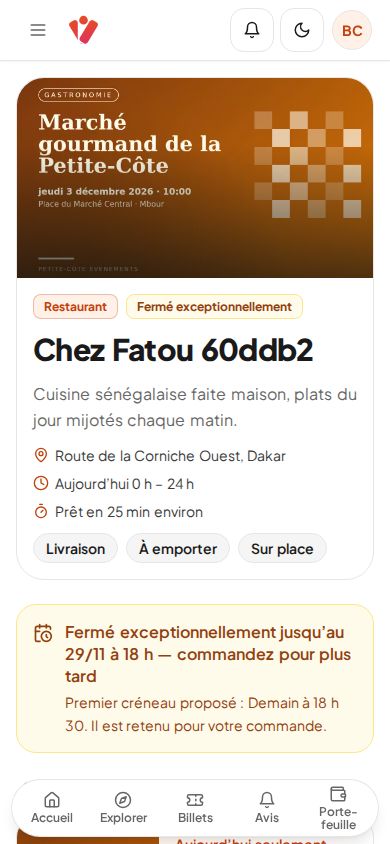 BC
GASTRONOMIE
Marché
gourmand de la
Petite-Côte
jeudi 3 décembre 2026 · 10:00
Place du Marché Central · Mbour
PETITE-CÔTE ÉVÉNEMENTS
Restaurant
Fermé exceptionnellement
Chez Fatou 60ddb2
Cuisine sénégalaise faite maison, plats du
jour mijotés chaque matin.
Route de la Corniche Ouest, Dakar
Aujourd’hui 0 h – 24 h
Prêt en 25 min environ
Livraison
À emporter
Sur place
Fermé exceptionnellement jusqu’au
29/11 à 18 h — commandez pour plus
tard
Premier créneau proposé : Demain à 18 h
30. Il est retenu pour votre commande.
Accueil
Explorer
Billets
Avis
Porte-
feuille
Aujourd’hui seulement